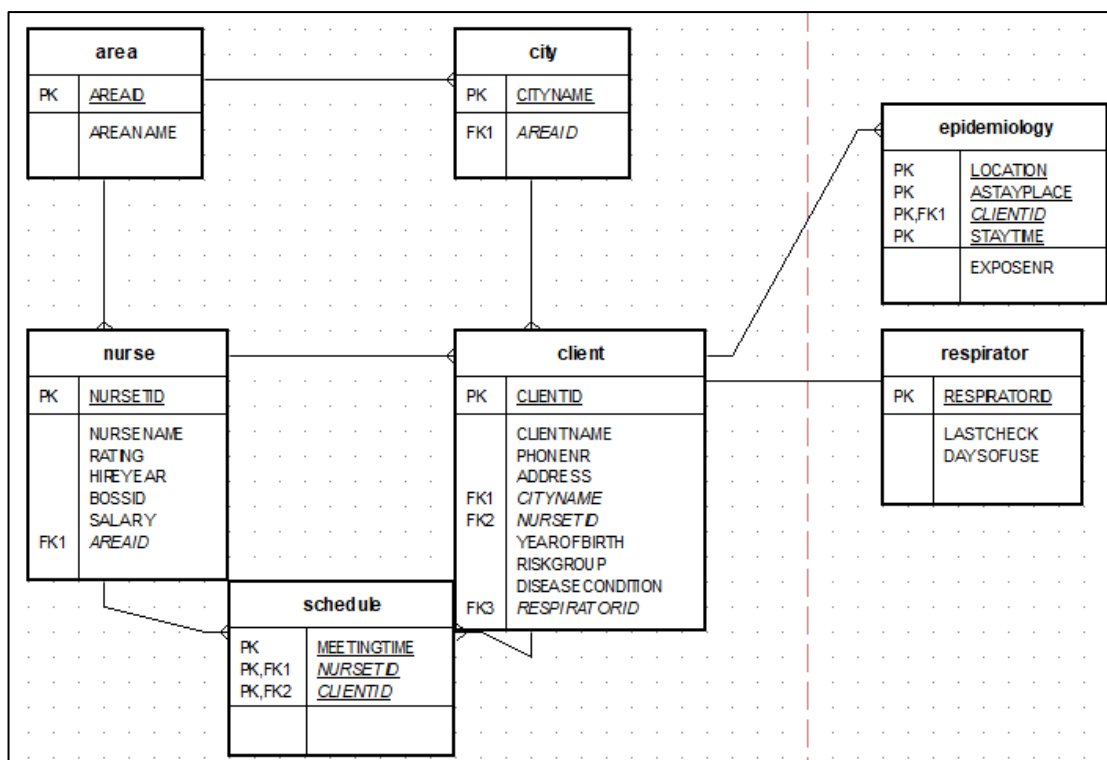 area
PK AREAID
AREANAME
city
PK CITYNAME
FK1 AREAID
epidemiology
PK LOCATION
PK ASTAYPLACE
PK,FK1 CLIENTID
PK STAYTIME
EXPOSENR
nurse
PK NURSETID
NURSENAME
RATING
HIREYEAR
BOSSID
SALARY
FK1 AREAID
client
PK CLIENTID
CLIENTNAME
PHONENR
ADDRESS
FK1 CITYNAME
FK2 NURSETID
YEAROFBIRTH
RISKGROUP
DISEASECONDITION
FK3 RESPIRATORID
respirator
PK RESPIRATORID
LASTCHECK
DAYSOFUSE
schedule
PK MEETINGTIME
PK,FK1 NURSETID
PK,FK2 CLIENTID